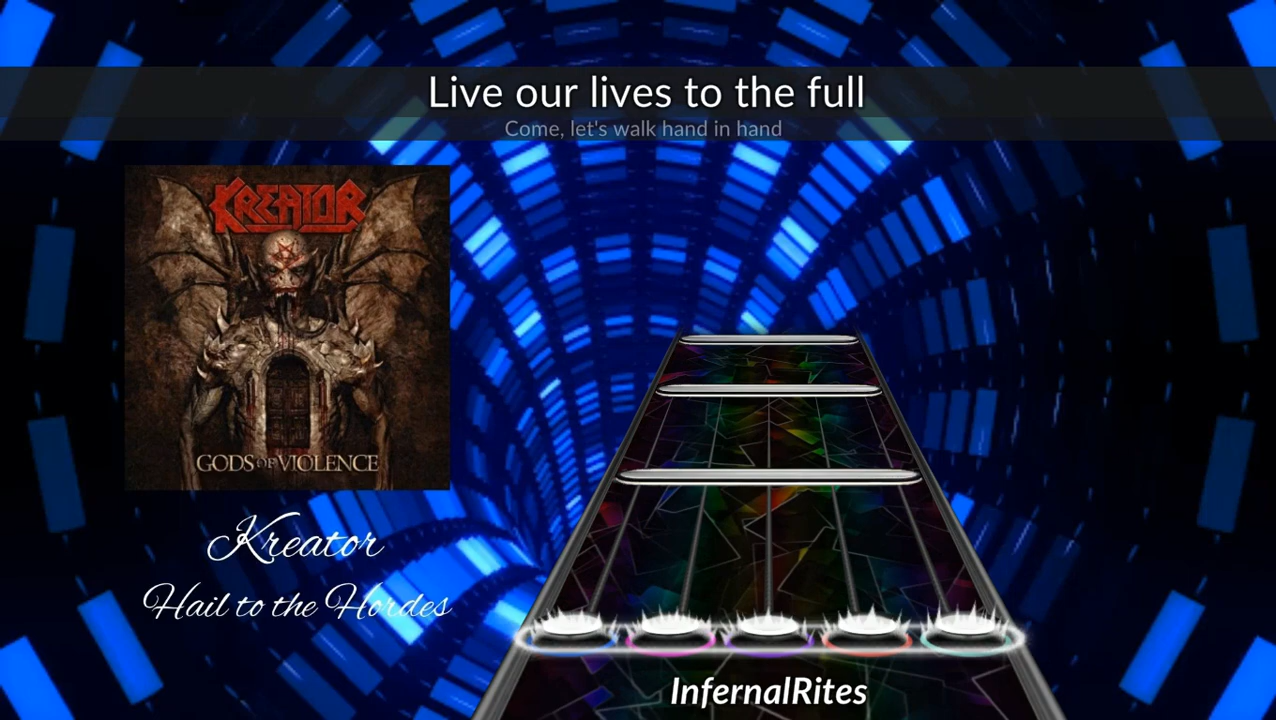 Live our lives to the full
Come, let's walk hand in hand
KREATOR
GODS OF VIOLENCE
Kreator
Hail to the Hordes
InfernalRites